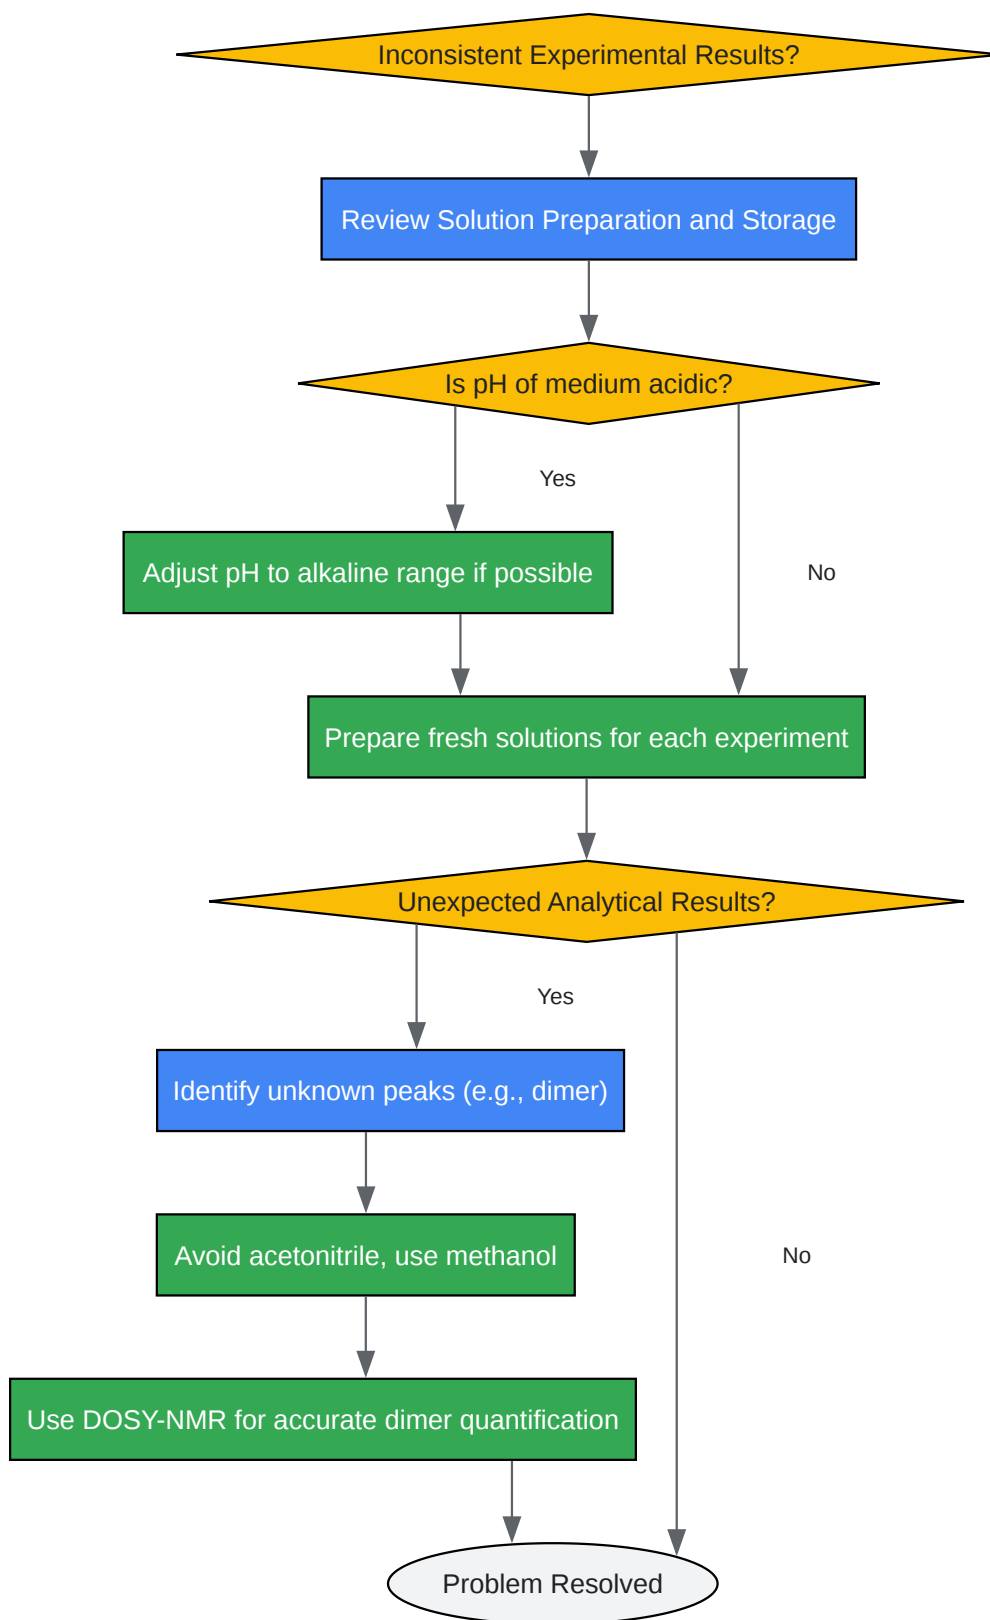 Inconsistent Experimental Results?
Review Solution Preparation and Storage
Is pH of medium acidic?
Yes
Adjust pH to alkaline range if possible
No
Prepare fresh solutions for each experiment
Unexpected Analytical Results?
Yes
Identify unknown peaks (e.g., dimer)
Avoid acetonitrile, use methanol
No
Use DOSY-NMR for accurate dimer quantification
Problem Resolved